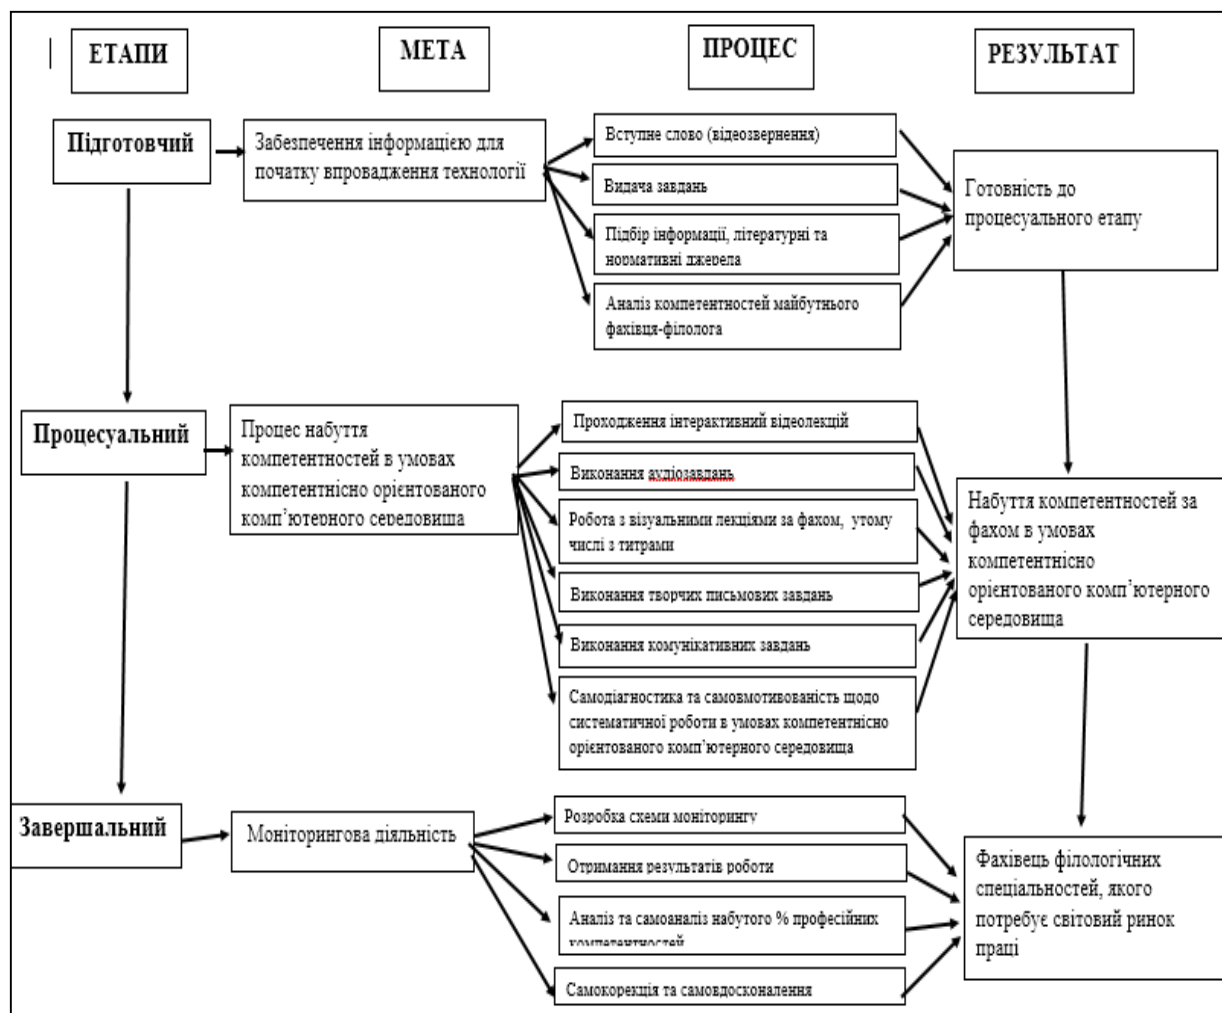 ЕТАПИ
МЕТА
ПРОЦЕС
РЕЗУЛЬТАТ
Підготовчий
Забезпечення інформацією для
початку впровадження технології
Вступне слово (відеозвернення)
Видача завдань
Підбір інформації, літературні та
нормативні джерела
Аналіз компетентностей майбутнього
фахівця-філолога
Готовність до
процесуального етапу
Процесуальний
Процес набуття
компетентностей в умовах
компетентнісно орієнтованого
комп’ютерного середовища
Проходження інтерактивний відеолекцій
Виконання аудіозавдань
Робота з візуальними лекціями за фахом, утому
числі з титрами
Виконання творчих письмових завдань
Виконання комунікативних завдань
Самодіагностика та самовмотивованість щодо
систематичної роботи в умовах компетентнісно
орієнтованого комп’ютерного середовища
Набуття компетентностей за
фахом в умовах
компетентнісно
орієнтованого комп’ютерного
середовища
Завершальний
Моніторингова діяльність
Розробка схеми моніторингу
Отримання результатів роботи
Аналіз та самоаналіз набутого % професійних
компетентностей
Самокорекція та самовдосконалення
Фахівець філологічних
спеціальностей, якого
потребує світовий ринок
праці